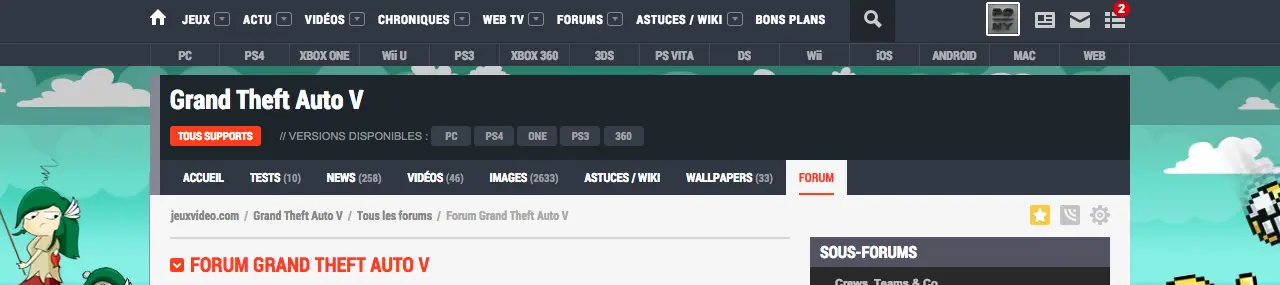 JEUX ACTU VIDÉOS CHRONIQUES WEB TV FORUMS ASTUCES / WIKI BONS PLANS 2
PC PS4 XBOX ONE Wii U PS3 XBOX 360 3DS PS VITA DS Wii iOS ANDROID MAC WEB
Grand Theft Auto V
TOUS SUPPORTS // VERSIONS DISPONIBLES : PC PS4 ONE PS3 360
ACCUEIL TESTS (10) NEWS (258) VIDÉOS (46) IMAGES (2633) ASTUCES / WIKI WALLPAPERS (33) FORUM
jeuxvideo.com / Grand Theft Auto V / Tous les forums / Forum Grand Theft Auto V
FORUM GRAND THEFT AUTO V
SOUS-FORUMS
Crews, Teams & Co